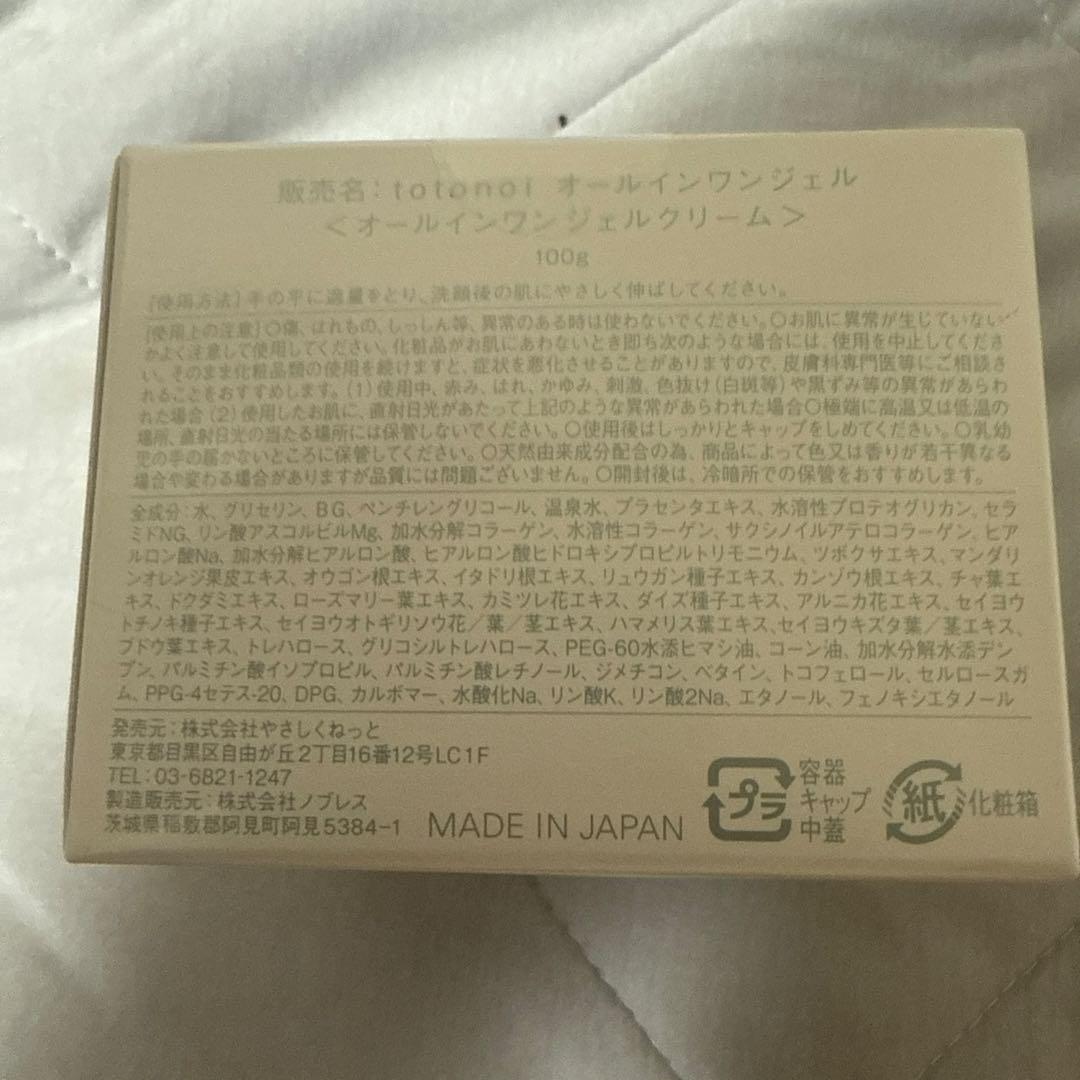 販売名：totonoi オールインワンジェル
＜オールインワンジェルクリーム＞
100g
[使用方法]手の平に適量をとり、洗顔後の肌にやさしく伸ばしてください。
[使用上の注意]○傷、はれもの、しっしん等、異常のある時は使わないでください。○お肌に異常が生じていない
かよく注意して使用してください。化粧品がお肌にあわないとき即ち次のような場合には、使用を中止してくださ
い。そのまま化粧品類の使用を続けますと、症状を悪化させることがありますので、皮膚科専門医等にご相談さ
れることをおすすめします。(1)使用中、赤み、はれ、かゆみ、刺激、色抜け(白斑等)や黒ずみ等の異常があらわ
れた場合(2)使用したお肌に、直射日光があたって上記のような異常があらわれた場合○極端に高温又は低温の
場所、直射日光の当たる場所には保管しないでください。○使用後はしっかりとキャップをしめてください。○乳幼
児の手の届かないところに保管してください。○天然由来成分配合の為、商品によって色又は香りが若干異なる
場合や変わる場合がありますが品質には問題ございません。○開封後は、冷暗所での保管をおすすめします。
全成分：水、グリセリン、BG、ペンチレングリコール、温泉水、プラセンタエキス、水溶性プロテオグリカン、セラ
ミドNG、リン酸アスコルビルMg、加水分解コラーゲン、水溶性コラーゲン、サクシノイルアテロコラーゲン、ヒア
ルロン酸Na、加水分解ヒアルロン酸、ヒアルロン酸ヒドロキシプロピルトリモニウム、ツボクサエキス、マンダリ
ンオレンジ果皮エキス、オウゴン根エキス、イタドリ根エキス、リュウガン種子エキス、カンゾウ根エキス、チャ葉エ
キス、ドクダミエキス、ローズマリー葉エキス、カミツレ花エキス、ダイズ種子エキス、アルニカ花エキス、セイヨウ
トチノキ種子エキス、セイヨウオトギリソウ花／葉／茎エキス、ハマメリス葉エキス、セイヨウキズタ葉／茎エキス、
ブドウ葉エキス、トレハロース、グリコシルトレハロース、PEG-60水添ヒマシ油、コーン油、加水分解水添デン
プン、パルミチン酸イソプロピル、パルミチン酸レチノール、ジメチコン、ベタイン、トコフェロール、セルロースガ
ム、PPG-4セテス-20、DPG、カルボマー、水酸化Na、リン酸K、リン酸2Na、エタノール、フェノキシエタノール
発売元：株式会社やさしくねっと
東京都目黒区自由が丘2丁目16番12号LC1F
TEL：03-6821-1247
製造販売元：株式会社ノブレス
茨城県稲敷郡阿見町阿見5384-1
MADE IN JAPAN
プラ
容器
キャップ
中蓋
紙
化粧箱